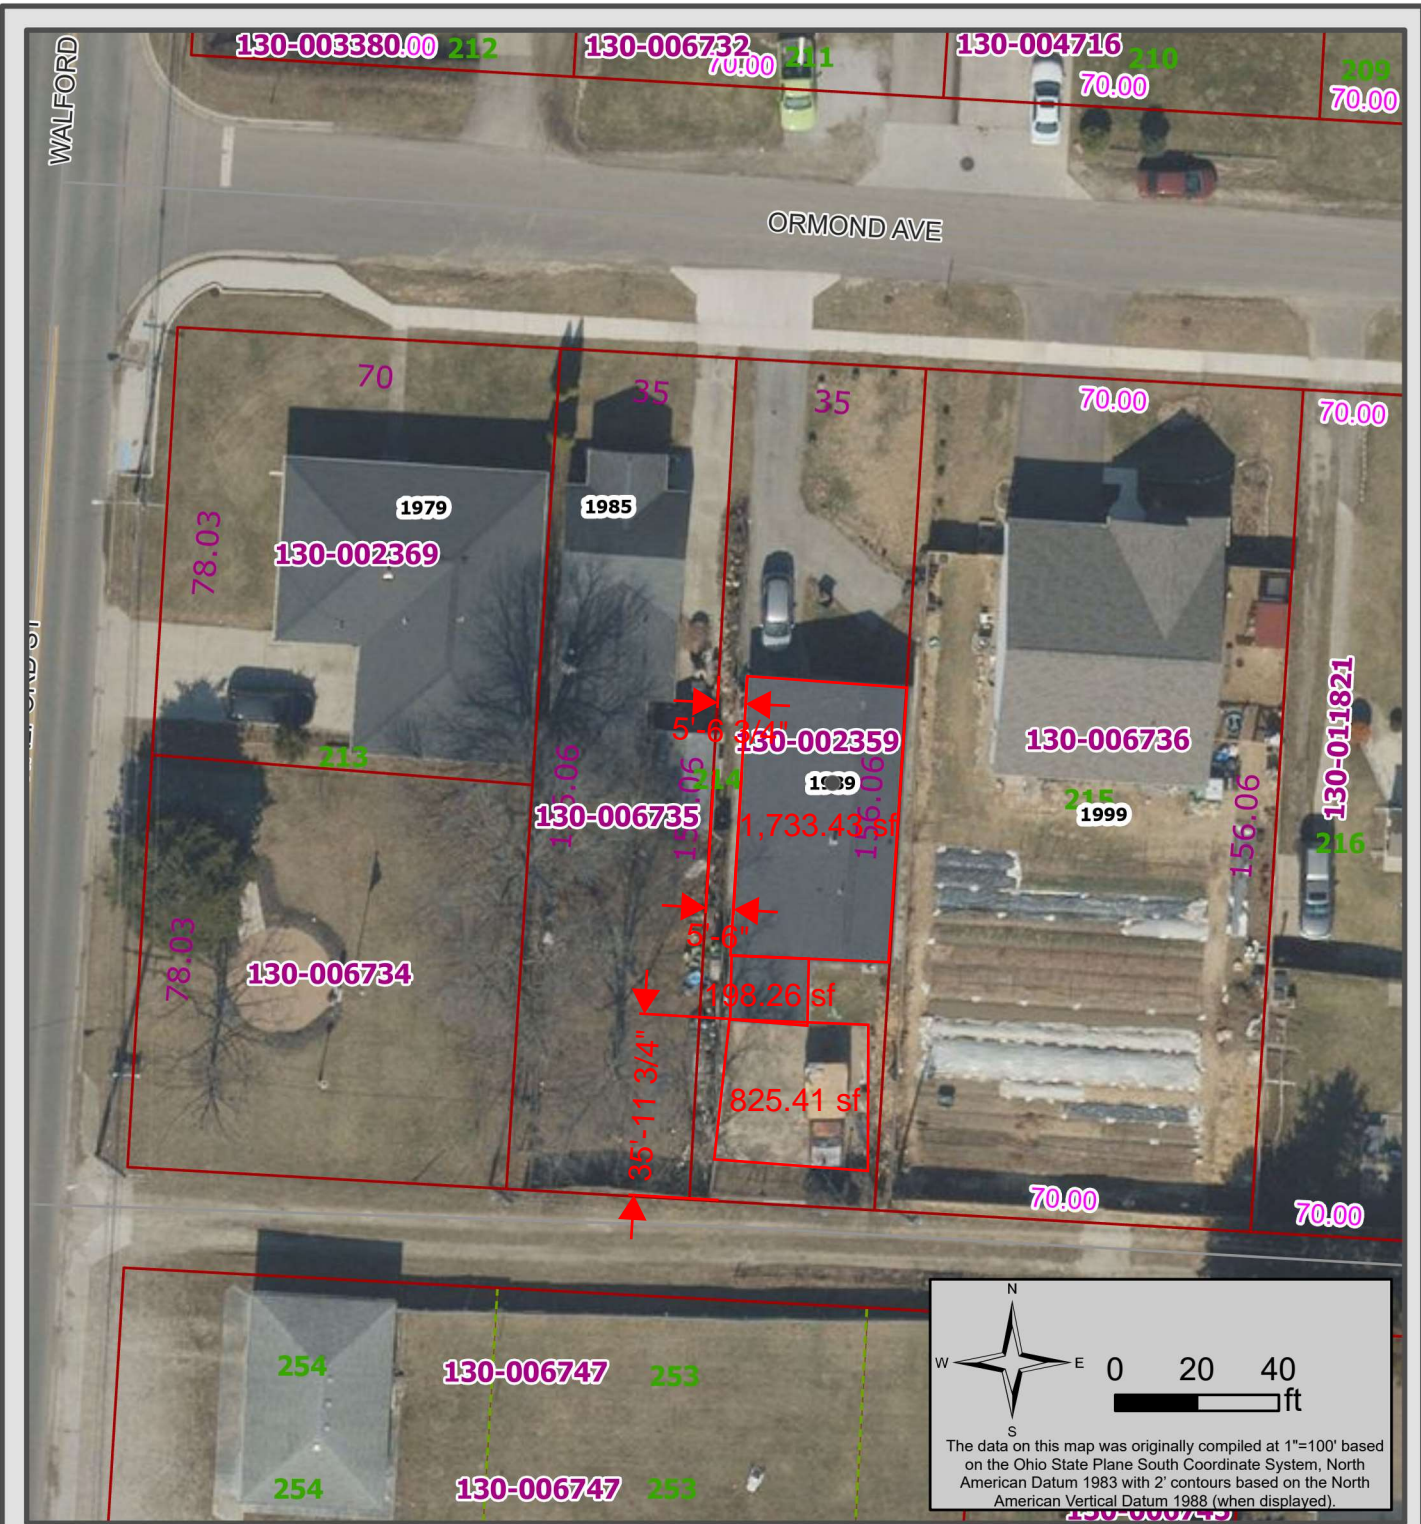 130-003380.00
212
130-006732
70.00
211
130-004716
210
70.00
209
70.00
WALFORD
ORMOND AVE
70
35
35
70.00
70.00
1979
1985
130-002369
78.03
213
5'-6 3/4"
130-002359
214
156.06
1,733.43 sf
130-006735
130-006736
215
1999
156.06
130-011821
216
5'-6"
198.26 sf
78.03
130-006734
35'-11 3/4"
825.41 sf
70.00
70.00
254
130-006747
253
254
130-006747
253
N
W
E
S
0 20 40
ft
The data on this map was originally compiled at 1"=100' based
on the Ohio State Plane South Coordinate System, North
American Datum 1983 with 2' contours based on the North
American Vertical Datum 1988 (when displayed).